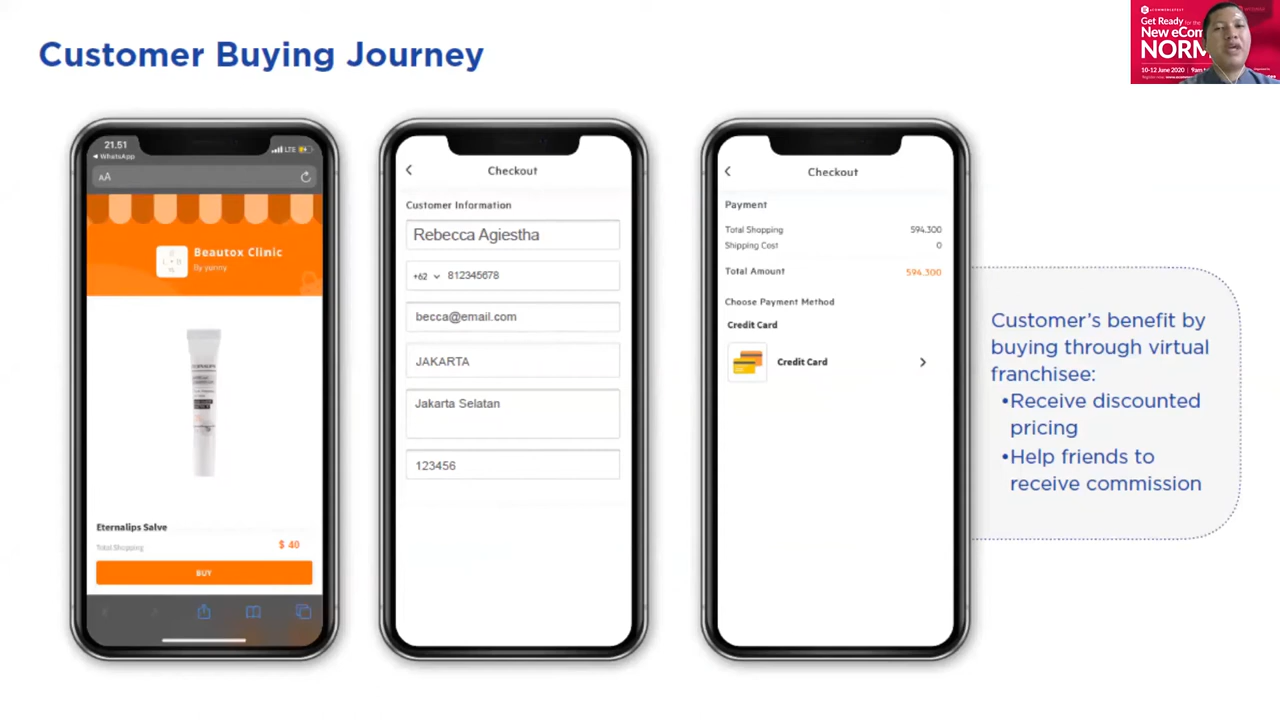 Customer Buying Journey
Get Ready for the
New eCom
NORM
10-12 June 2020 | 9am
21.51
LTE
WhatsApp
AA
Beautox Clinic
By yonny
Eternalips Salve
Total Shopping
$ 40
BUY
Checkout
Customer Information
Rebecca Agiestha
+62 812345678
becca@email.com
JAKARTA
Jakarta Selatan
123456
Checkout
Payment
Total Shopping 594.300
Shipping Cost 0
Total Amount 594.300
Choose Payment Method
Credit Card
Credit Card
Customer's benefit by
buying through virtual
franchisee:
•Receive discounted
pricing
•Help friends to
receive commission